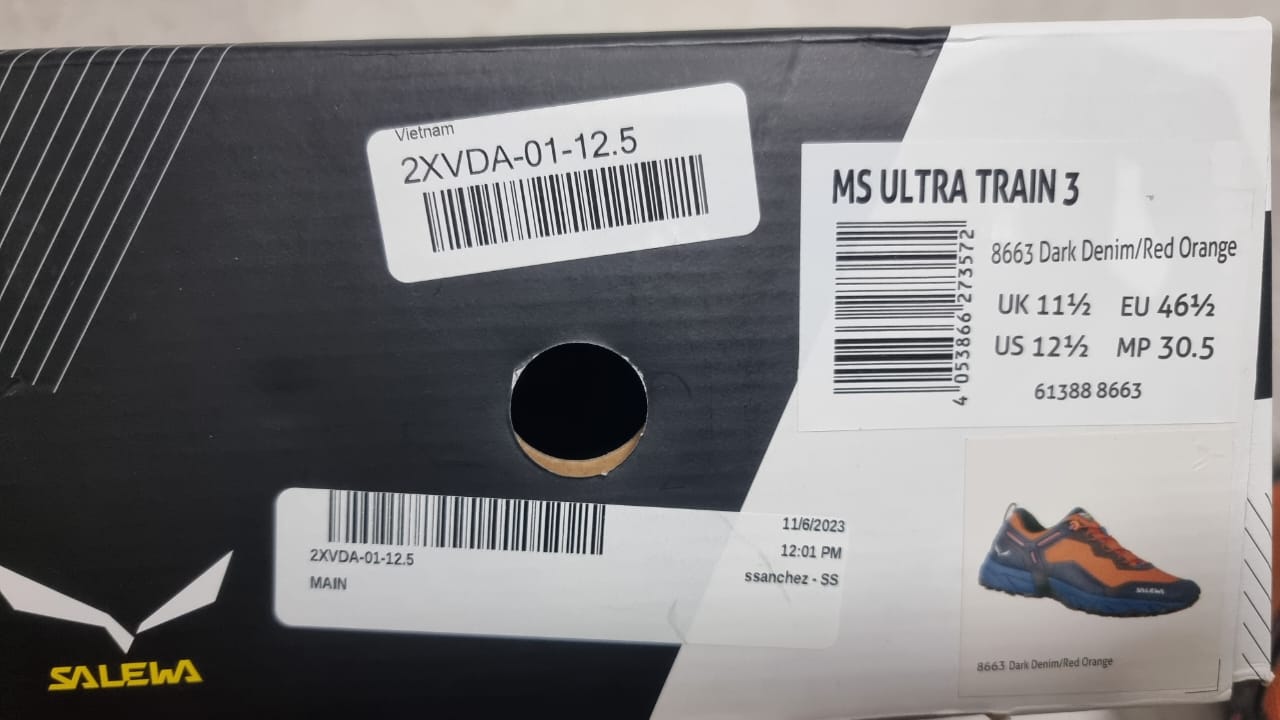 Vietnam
2XVDA-01-12.5
MS ULTRA TRAIN 3
4 053866 273572
8663 Dark Denim/Red Orange
UK 11½ EU 46½
US 12½ MP 30.5
61388 8663
2XVDA-01-12.5
MAIN
11/6/2023
12:01 PM
ssanchez - SS
SALEWA
SALEWA
8663 Dark Denim/Red Orange